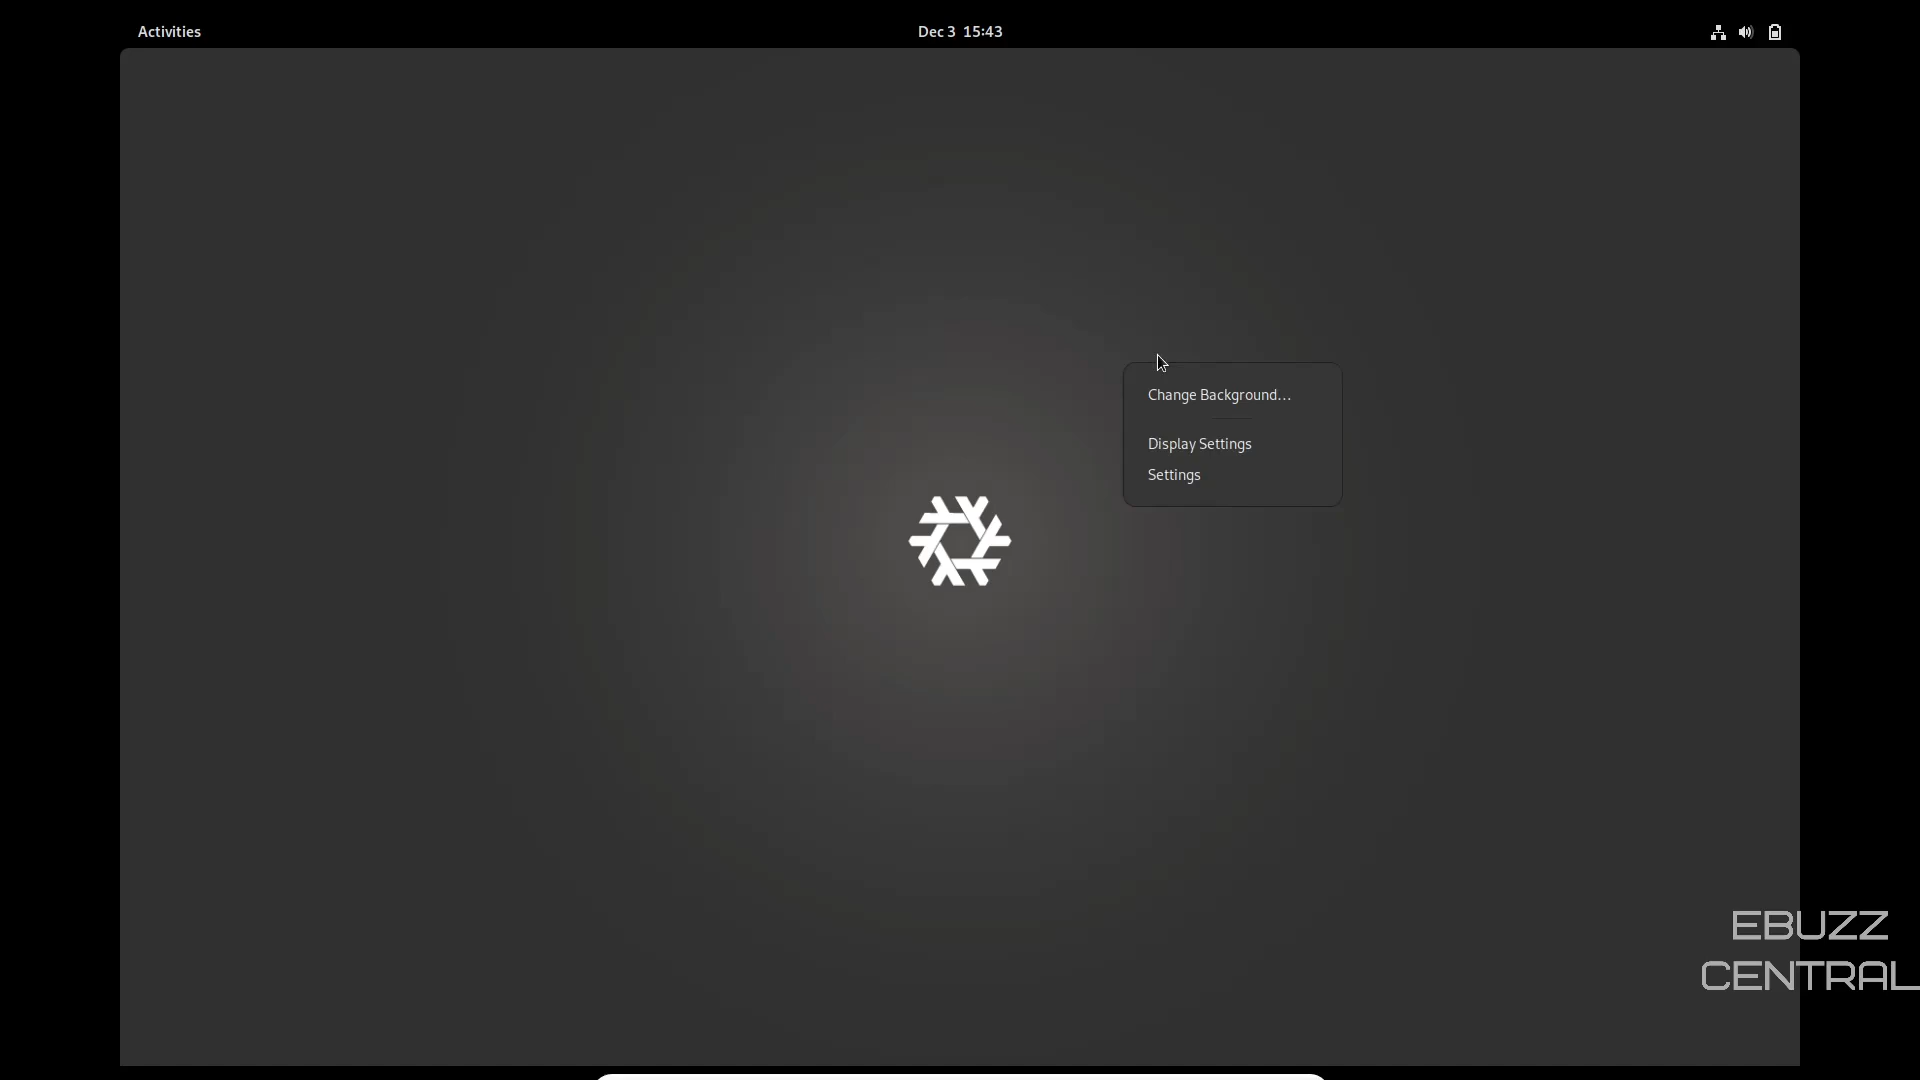 Activities
Dec 3 15:43
Change Background...
Display Settings
Settings
EBUZZ
CENTRAL